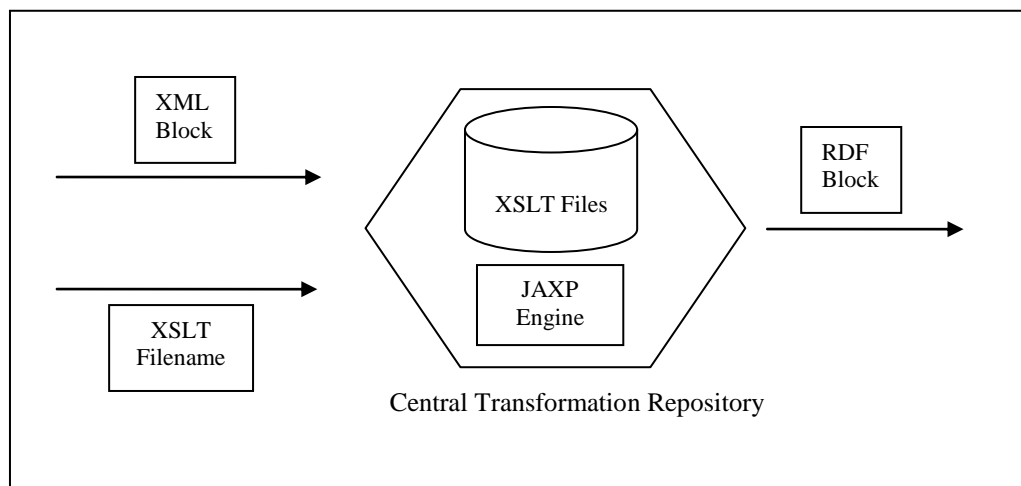 XML
Block
XSLT
Filename
XSLT Files
JAXP
Engine
Central Transformation Repository
RDF
Block